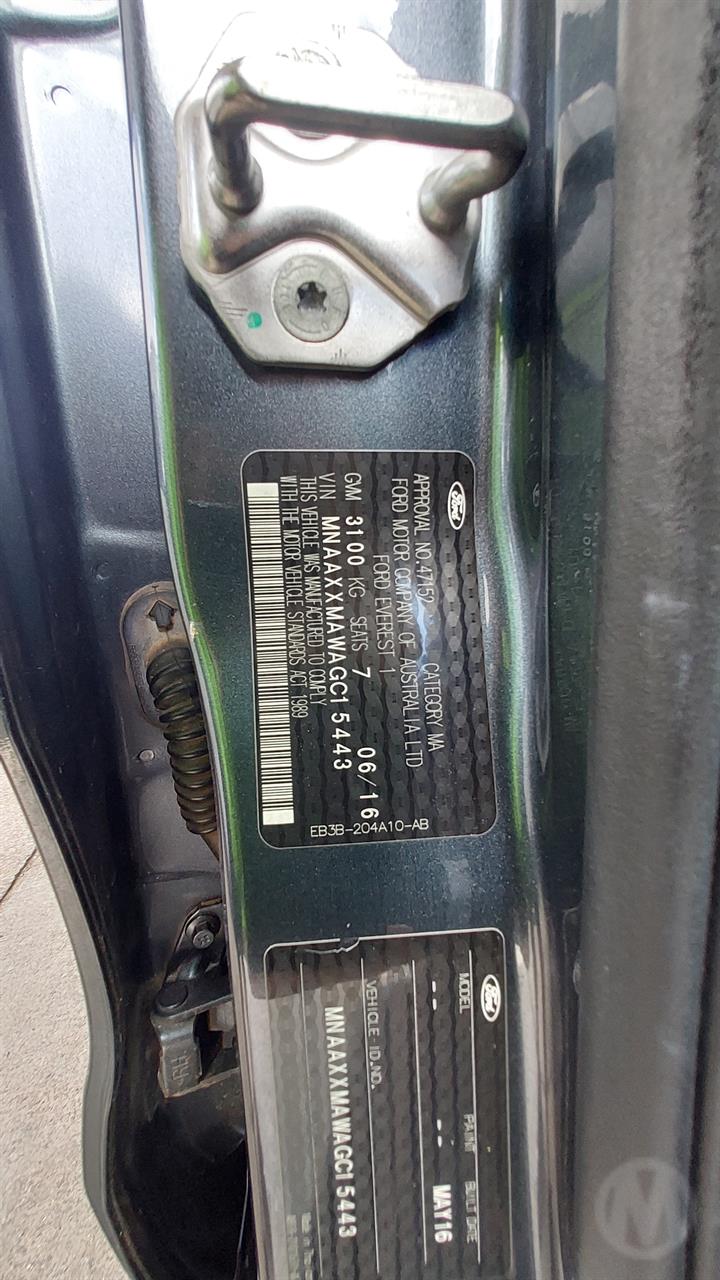 Ford
APPROVAL NO. 47152 CATEGORY MA
FORD MOTOR COMPANY OF AUSTRALIA LTD
FORD EVEREST 1
06/16
GVM 3100 KG SEATS 7
VIN MNAAXXMAWAGC15443
THIS VEHICLE WAS MANUFACTURED TO COMPLY
WITH THE MOTOR VEHICLE STANDARDS ACT 1989
EB3B-204A10-AB
Ford
MODEL PAINT BUILT DATE
-- -- MAY16
VEHICLE ID.NO.
MNAAXXMAWAGC15443
M